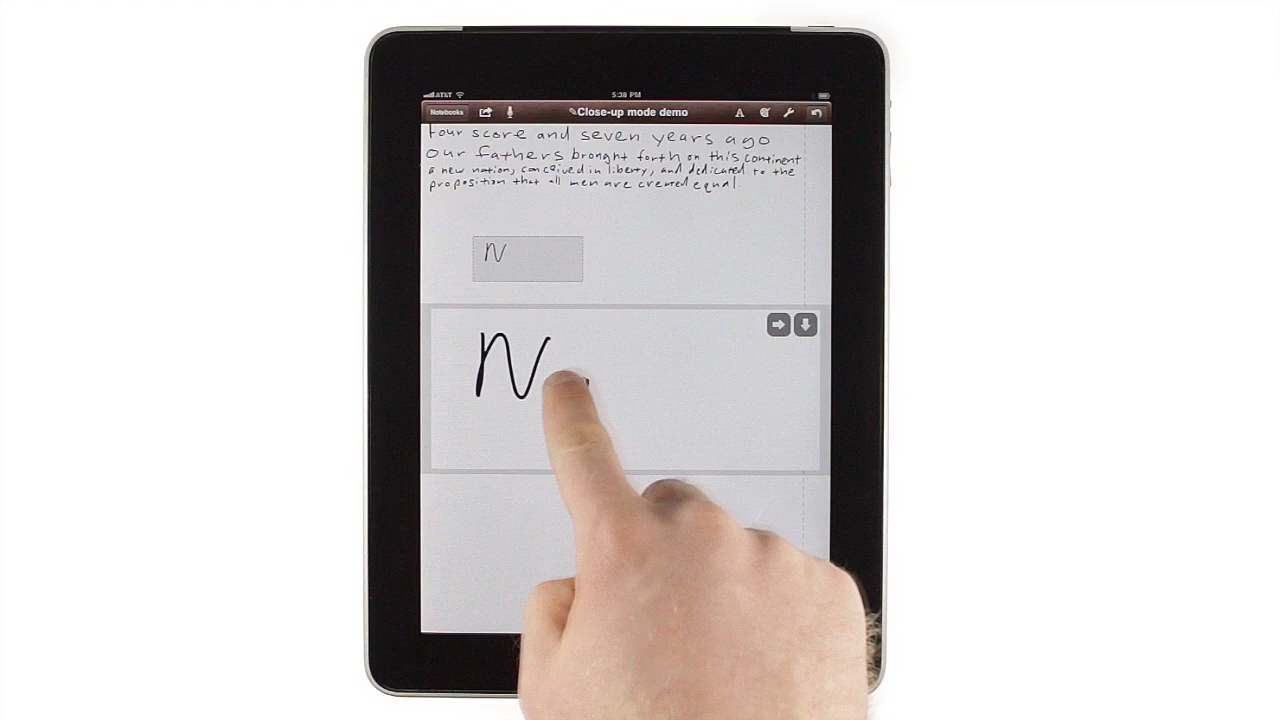 AT&T 5:38 PM
Notebooks Close-up mode demo A
Four score and seven years ago
our fathers brought forth on this continent
a new nation, conceived in liberty, and dedicated to the
proposition that all men are created equal.
N
N